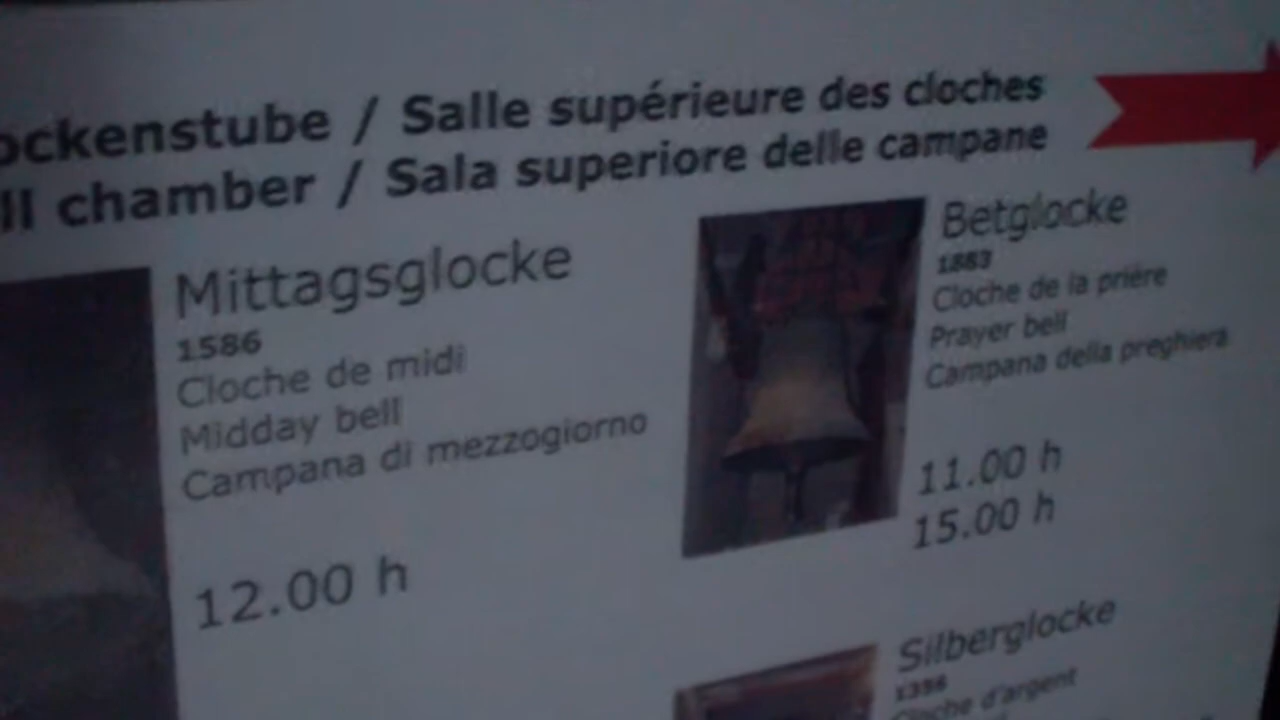 ockenstube / Salle supérieure des cloches
ll chamber / Sala superiore delle campane
Mittagsglocke
1586
Cloche de midi
Midday bell
Campana di mezzogiorno
12.00 h
Betglocke
1883
Cloche de la prière
Prayer bell
Campana della preghiera
11.00 h
15.00 h
Silberglocke
Cloche d'argent